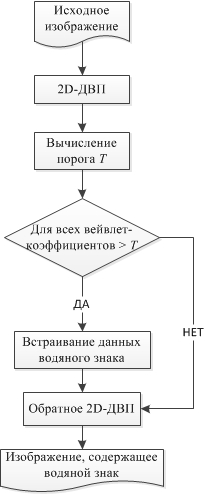 Исходное
изображение
2D-ДВП
Вычисление
порога T
Для всех вейвлет-
коэффициентов > T
ДА
НЕТ
Встраивание данных
водяного знака
Обратное 2D-ДВП
Изображение, содержащее
водяной знак